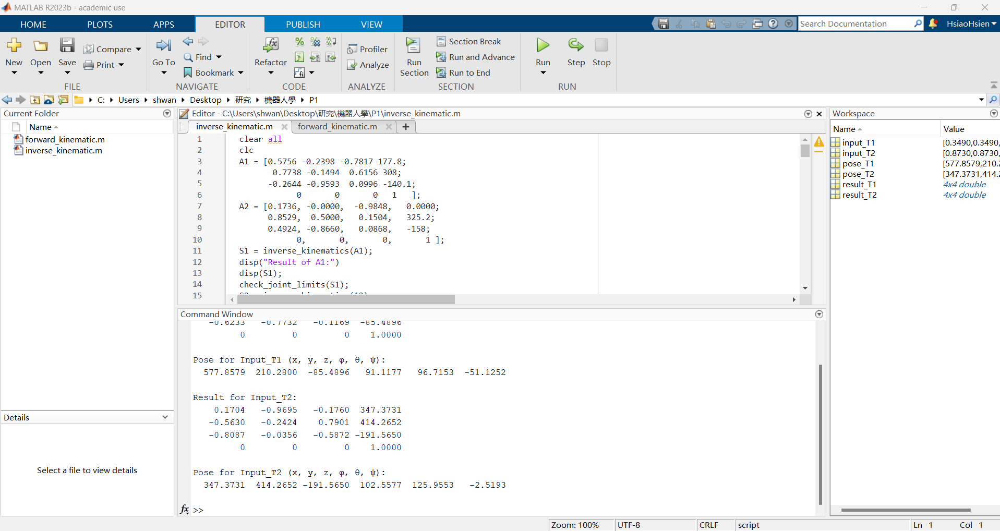 MATLAB R2023b - academic use
HOME PLOTS APPS EDITOR PUBLISH VIEW
Search Documentation
HsiaoHsien
New Open Save Compare Print
FILE
Go To Find Bookmark
NAVIGATE
Refactor
CODE
Profiler
Analyze
ANALYZE
Run Section
Section Break
Run and Advance
Run to End
SECTION
Run Step Stop
RUN
C: Users shwan Desktop 研究 機器人學 P1
Current Folder
Name
forward_kinematic.m
inverse_kinematic.m
Details
Select a file to view details
Editor - C:\Users\shwan\Desktop\研究\機器人學\P1\inverse_kinematic.m
inverse_kinematic.m forward_kinematic.m
1 clear all
2 clc
3 A1 = [0.5756 -0.2398 -0.7817 177.8;
4 0.7738 -0.1494 0.6156 308;
5 -0.2644 -0.9593 0.0996 -140.1;
6 0 0 0 1 ];
7 A2 = [0.1736, -0.0000, -0.9848, 0.0000;
8 0.8529, 0.5000, 0.1504, 325.2;
9 0.4924, -0.8660, 0.0868, -158;
10 0, 0, 0, 1 ];
11 S1 = inverse_kinematics(A1);
12 disp("Result of A1:")
13 disp(S1);
14 check_joint_limits(S1);
15
Command Window
-0.6233 -0.7732 -0.1169 -85.4896
0 0 0 1.0000
Pose for Input_T1 (x, y, z, φ, θ, ψ):
577.8579 210.2800 -85.4896 91.1177 96.7153 -51.1252
Result for Input_T2:
0.1704 -0.9695 -0.1760 347.3731
-0.5630 -0.2424 0.7901 414.2652
-0.8087 -0.0356 -0.5872 -191.5650
0 0 0 1.0000
Pose for Input_T2 (x, y, z, φ, θ, ψ):
347.3731 414.2652 -191.5650 102.5577 125.9553 -2.5193
fx >>
Workspace
Name Value
input_T1 [0.3490,0.3490,
input_T2 [0.8730,0.8730,
pose_T1 [577.8579,210.2
pose_T2 [347.3731,414.2
result_T1 4x4 double
result_T2 4x4 double
Zoom: 100% UTF-8 CRLF script Ln 1 Col 1